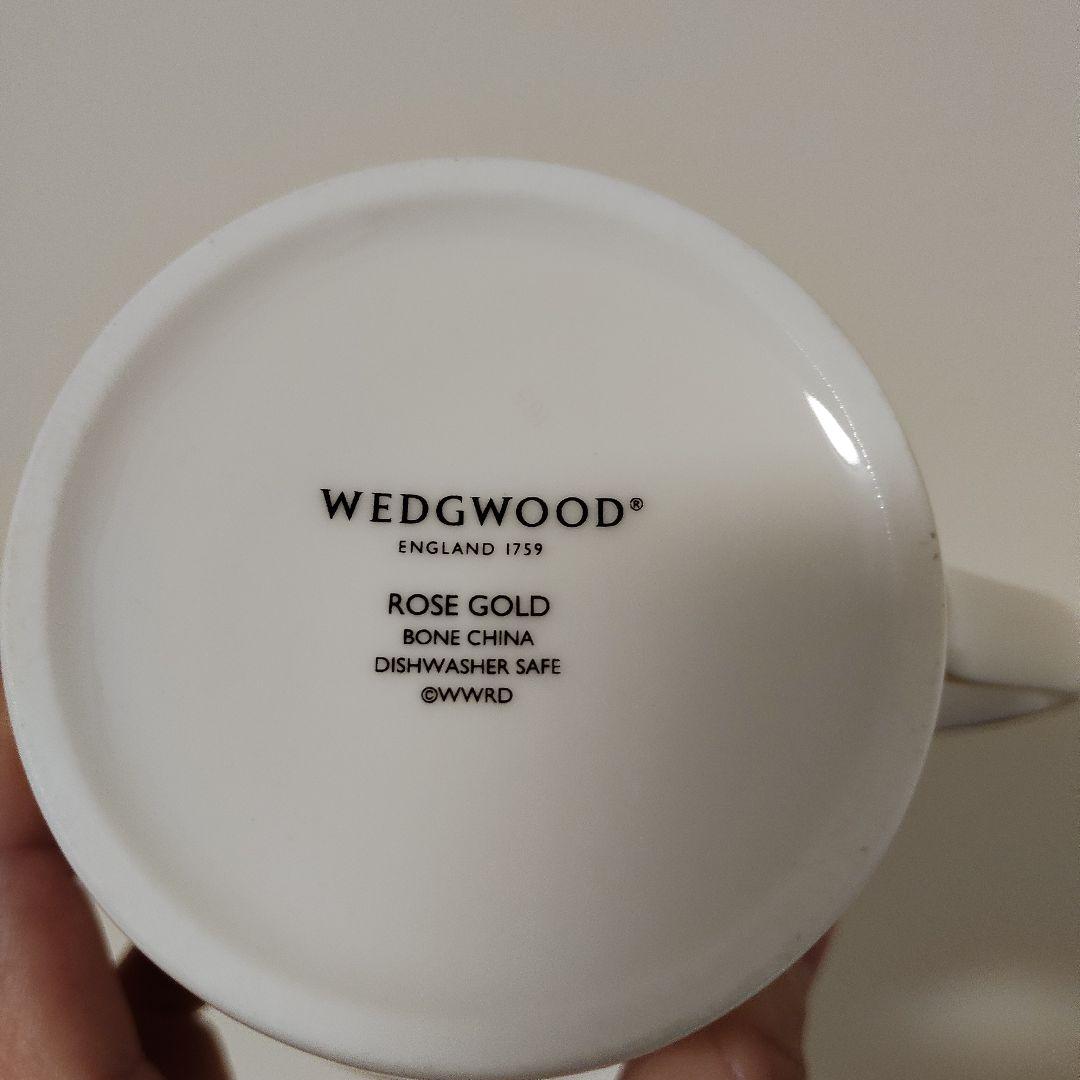 WEDGWOOD®
ENGLAND 1759
ROSE GOLD
BONE CHINA
DISHWASHER SAFE
©WWRD